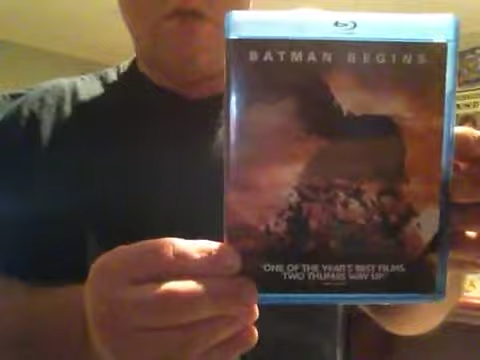 BATMAN BEGINS
"ONE OF THE YEAR'S BEST FILMS.
TWO THUMBS WAY UP."